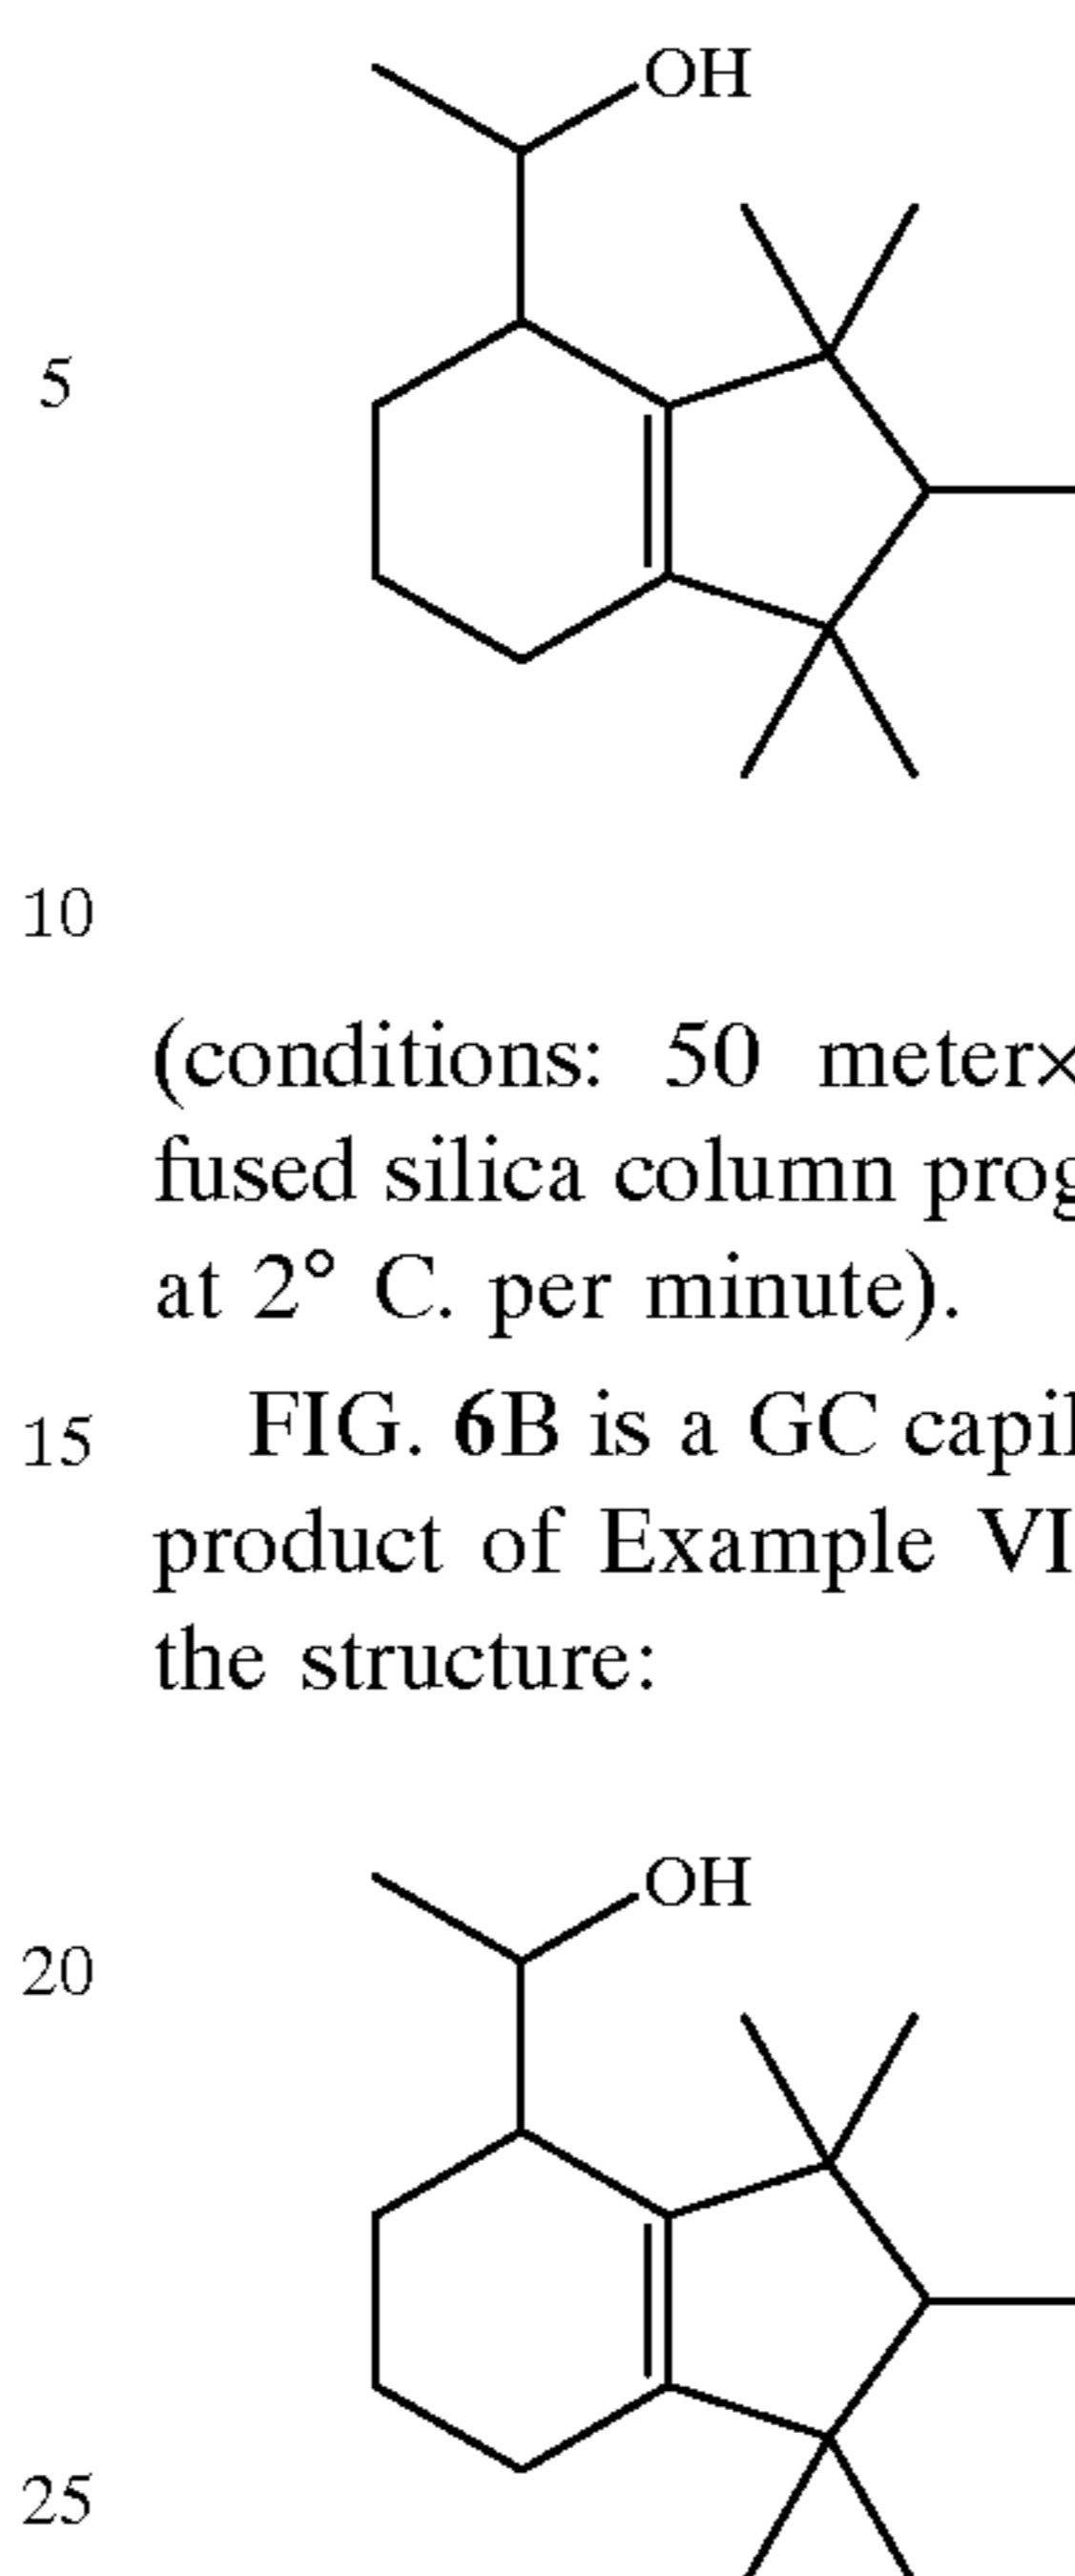 OH
5
10
(conditions: 50 meter×
fused silica column prog
at 2° C. per minute).
15 FIG. 6B is a GC capil
product of Example VI
the structure:
OH
20
25